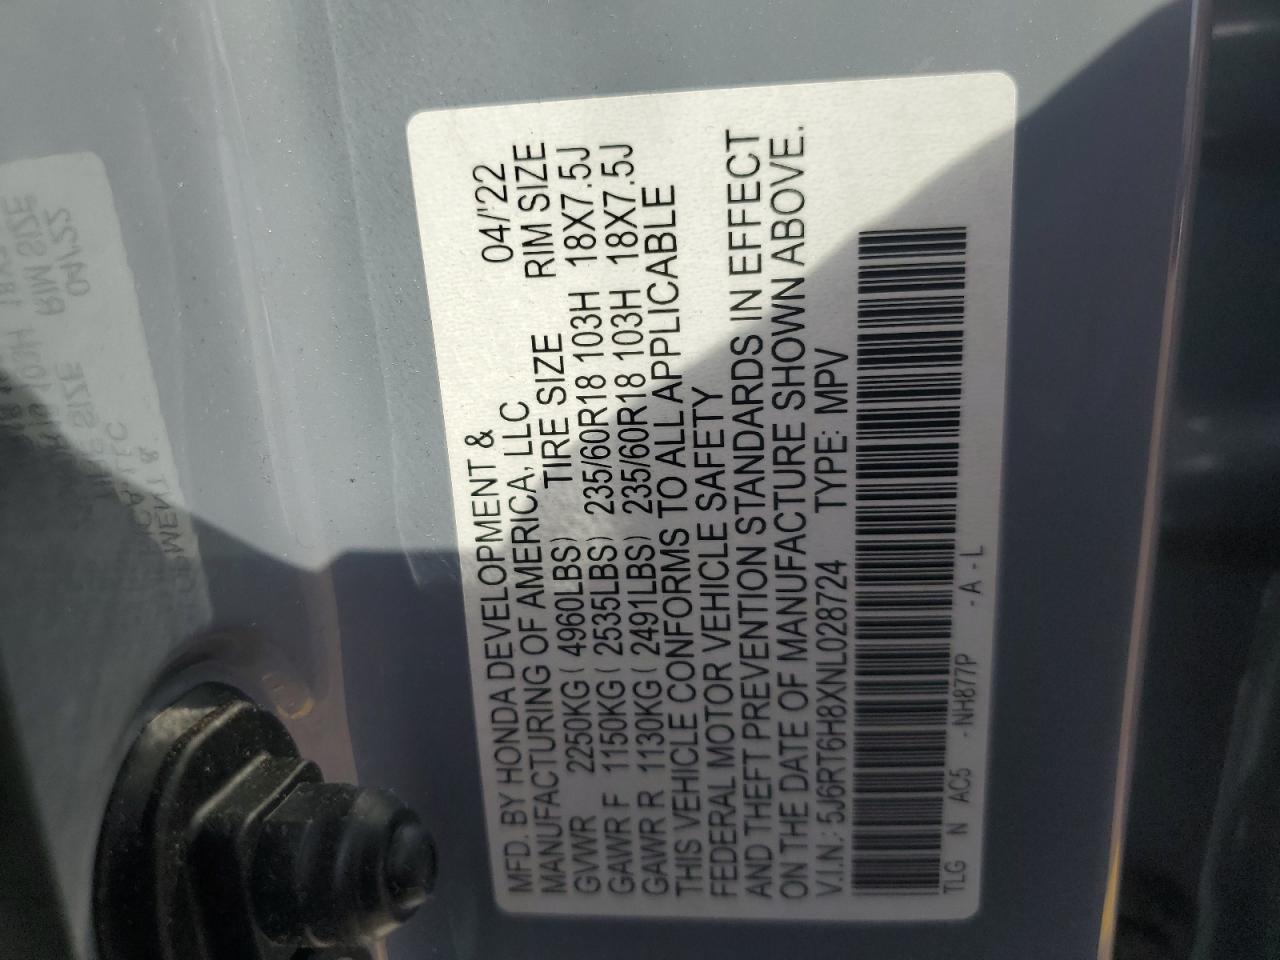 MFD. BY HONDA DEVELOPMENT & 04/'22
MANUFACTURING OF AMERICA, LLC RIM SIZE
GVWR 2250KG ( 4960LBS) TIRE SIZE
GAWR F 1150KG ( 2535LBS) 235/60R18 103H 18X7.5J
GAWR R 1130KG ( 2491LBS) 235/60R18 103H 18X7.5J
THIS VEHICLE CONFORMS TO ALL APPLICABLE
FEDERAL MOTOR VEHICLE SAFETY
AND THEFT PREVENTION STANDARDS IN EFFECT
ON THE DATE OF MANUFACTURE SHOWN ABOVE.
V.I.N.: 5J6RT6H8XNL028724 TYPE: MPV
TLG N AC5 -NH877P -A-L